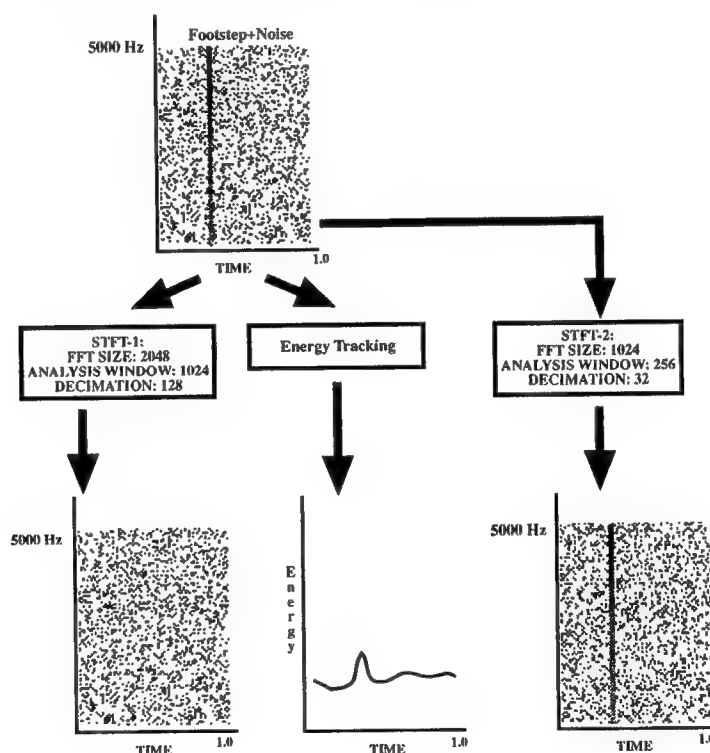 Footstep+Noise
5000 Hz
1.0
TIME
STFT-1:
FFT SIZE: 2048
ANALYSIS WINDOW: 1024
DECIMATION: 128
Energy Tracking
STFT-2:
FFT SIZE: 1024
ANALYSIS WINDOW: 256
DECIMATION: 32
5000 Hz
1.0
TIME
Energy
1.0
TIME
5000 Hz
1.0
TIME